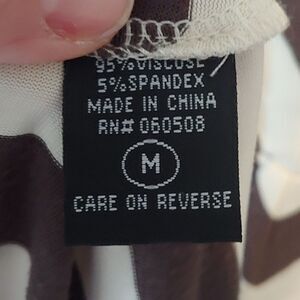 95%VISCOSE
5%SPANDEX
MADE IN CHINA
RN# 060508
M
CARE ON REVERSE